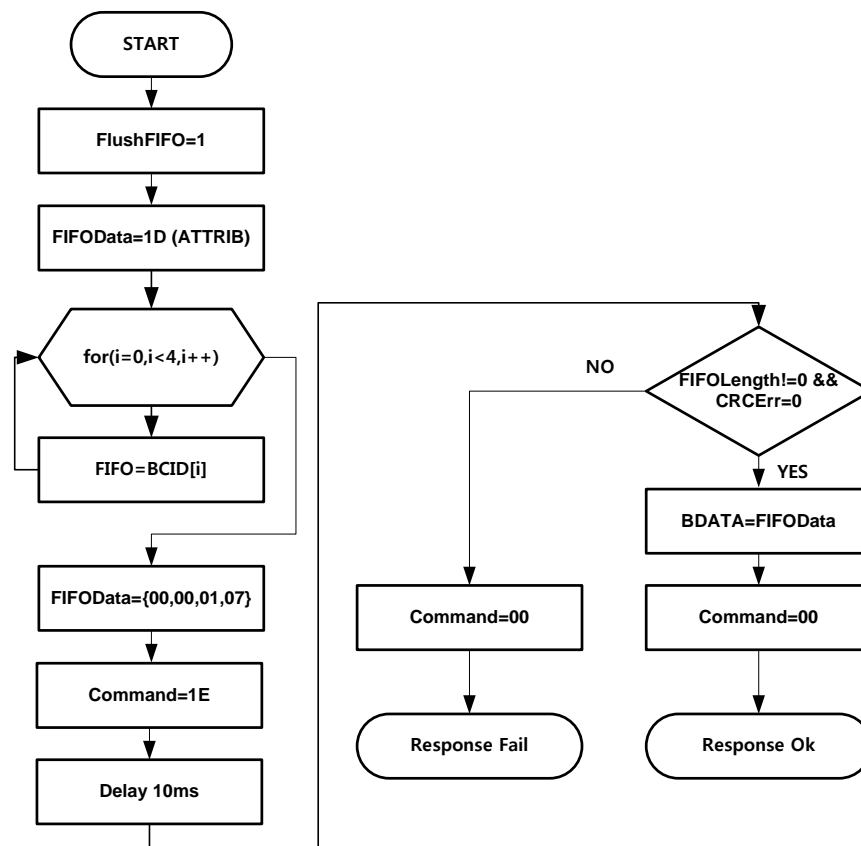 START
FlushFIFO=1
FIFOData=1D (ATTRIB)
for(i=0,i<4,i++)
FIFO=BCID[i]
FIFOData={00,00,01,07}
Command=1E
Delay 10ms
FIFOLength!=0 &&
CRCErr=0
NO
YES
BDATA=FIFOData
Command=00
Command=00
Response Fail
Response Ok